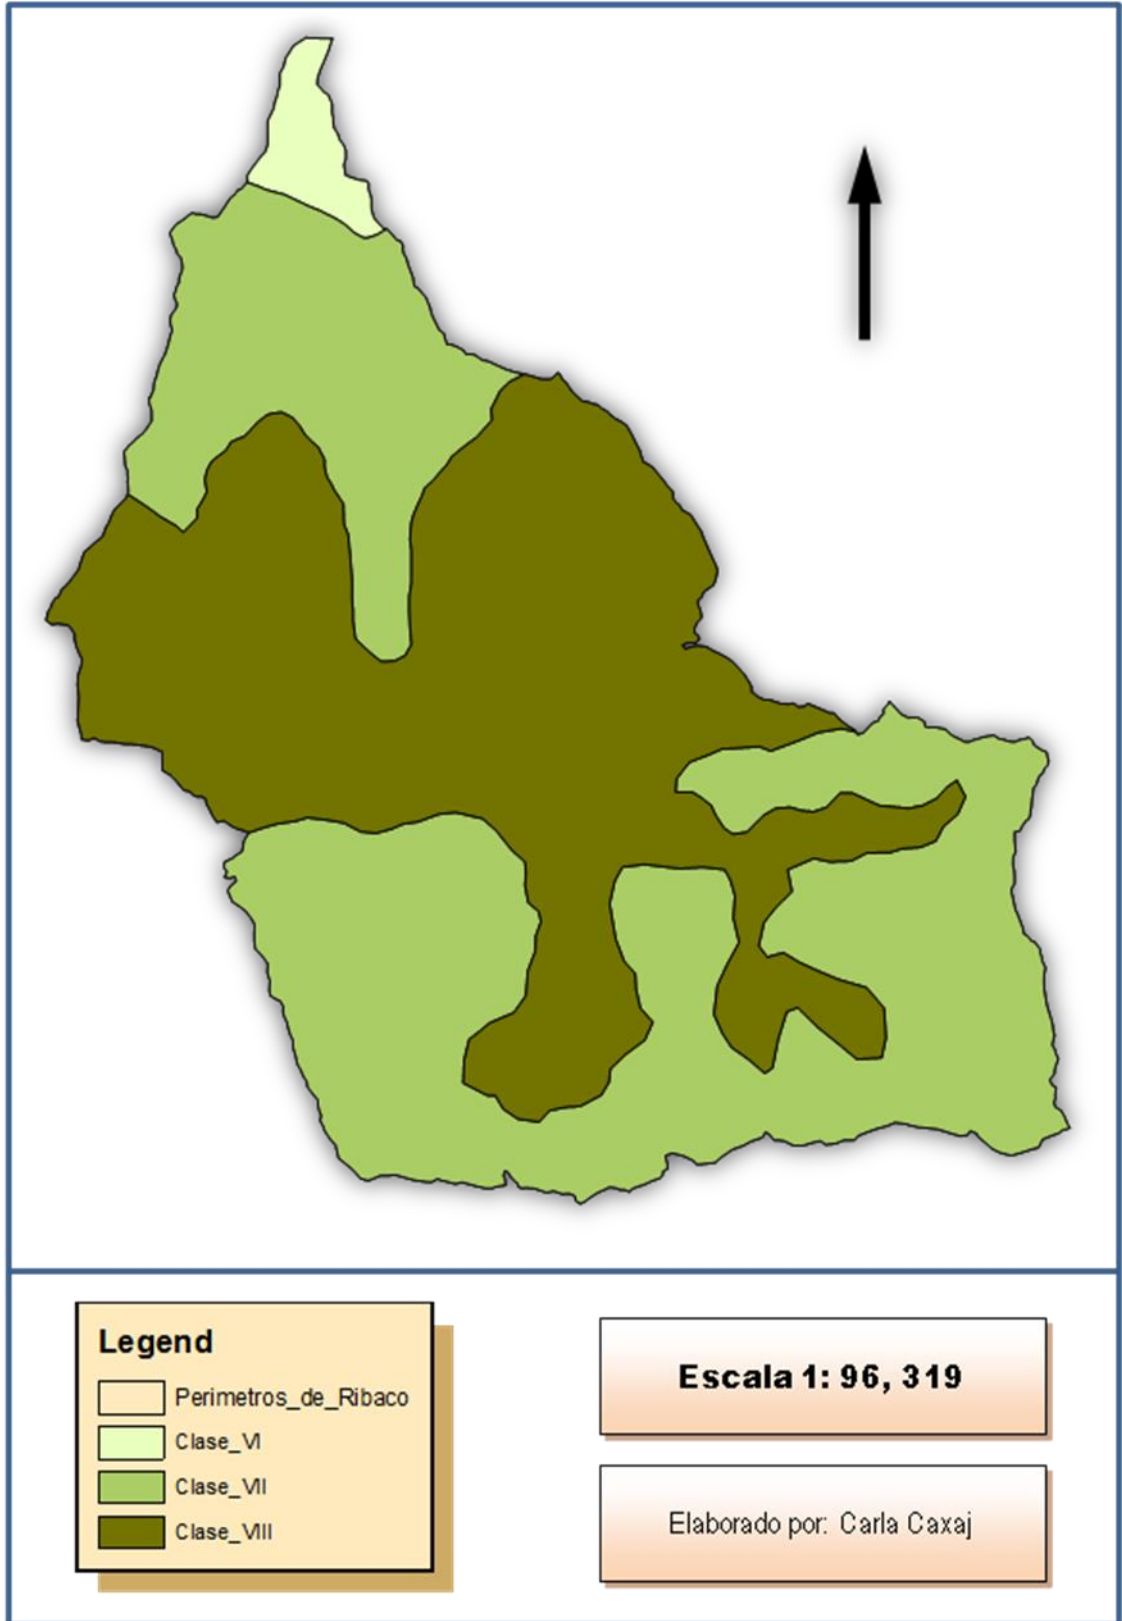 Legend
Perimetros_de_Ribaco
Clase_VI
Clase_VII
Clase_VIII
Escala 1: 96, 319
Elaborado por: Carla Caxaj